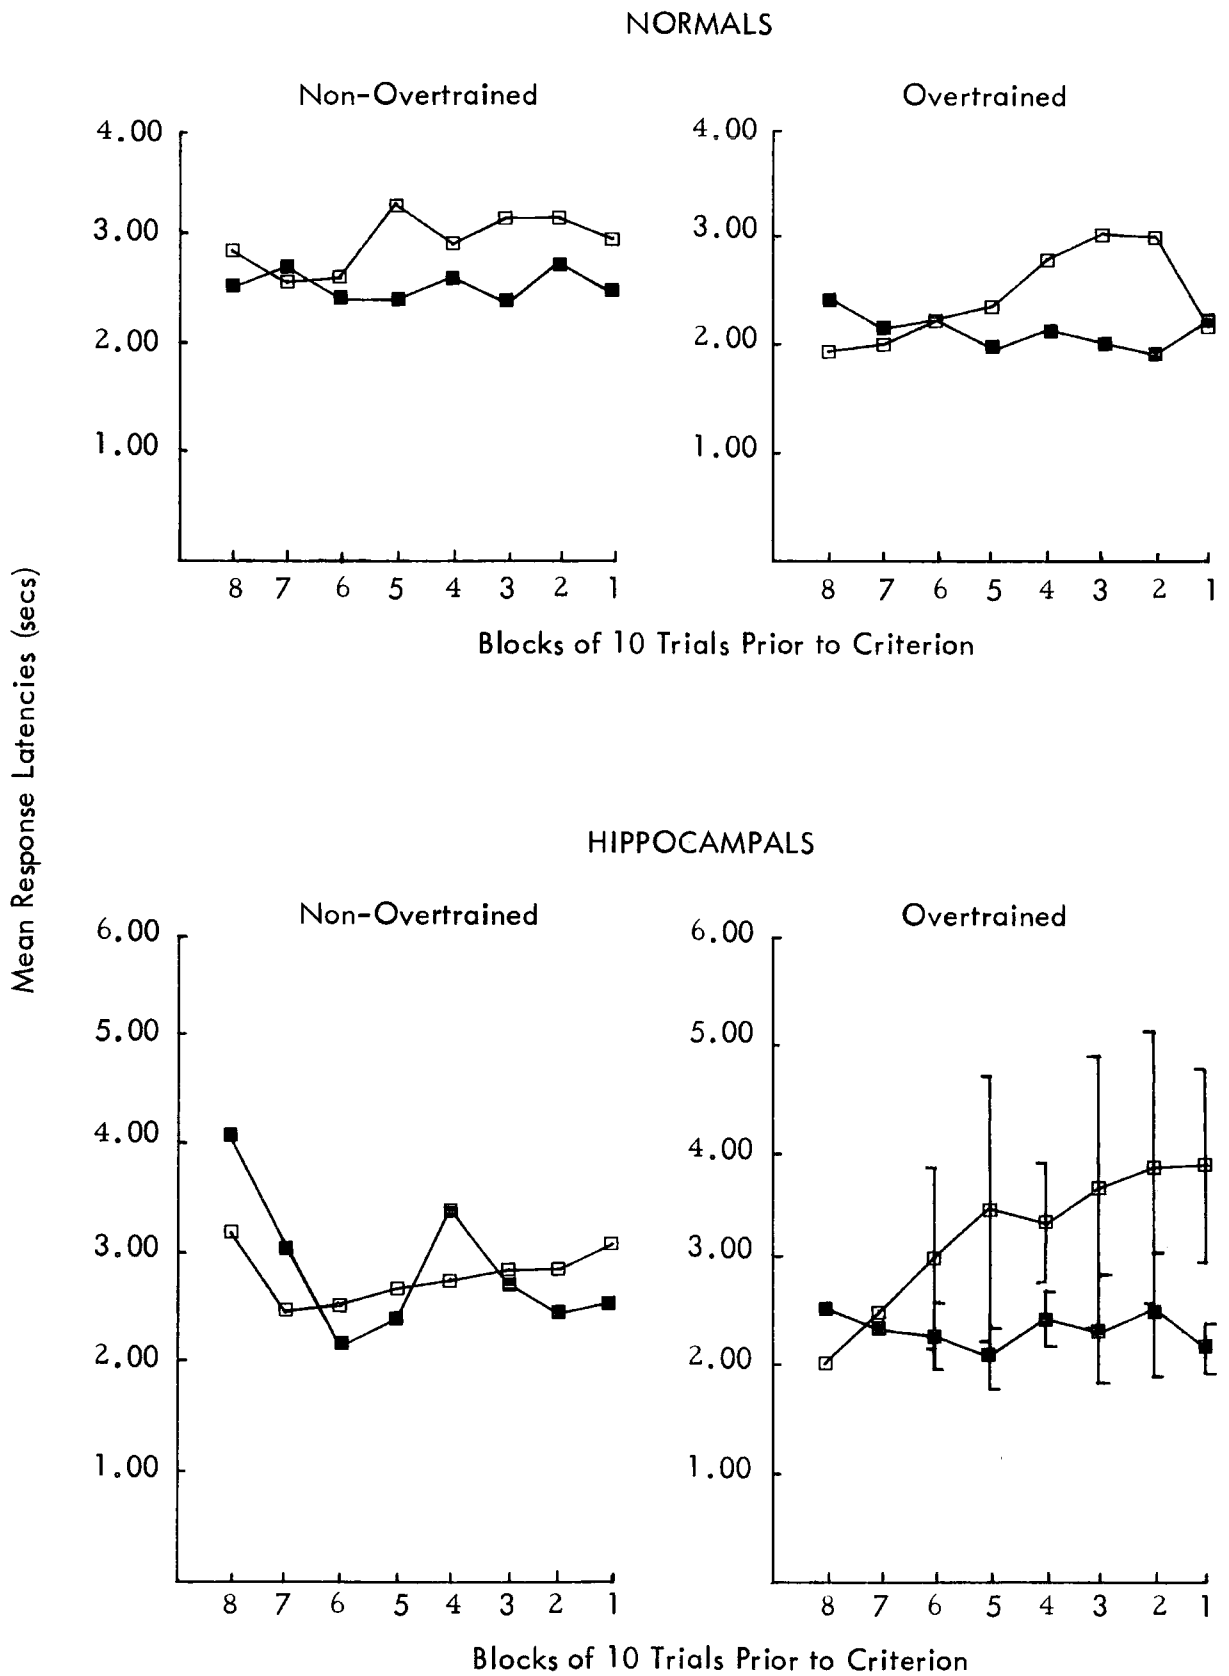 NORMALS
Non-Overtrained
Overtrained
4.00
3.00
2.00
1.00
8 7 6 5 4 3 2 1
4.00
3.00
2.00
1.00
8 7 6 5 4 3 2 1
Blocks of 10 Trials Prior to Criterion
Mean Response Latencies (secs)
HIPPOCAMPALS
Non-Overtrained
Overtrained
6.00
5.00
4.00
3.00
2.00
1.00
8 7 6 5 4 3 2 1
6.00
5.00
4.00
3.00
2.00
1.00
8 7 6 5 4 3 2 1
Blocks of 10 Trials Prior to Criterion